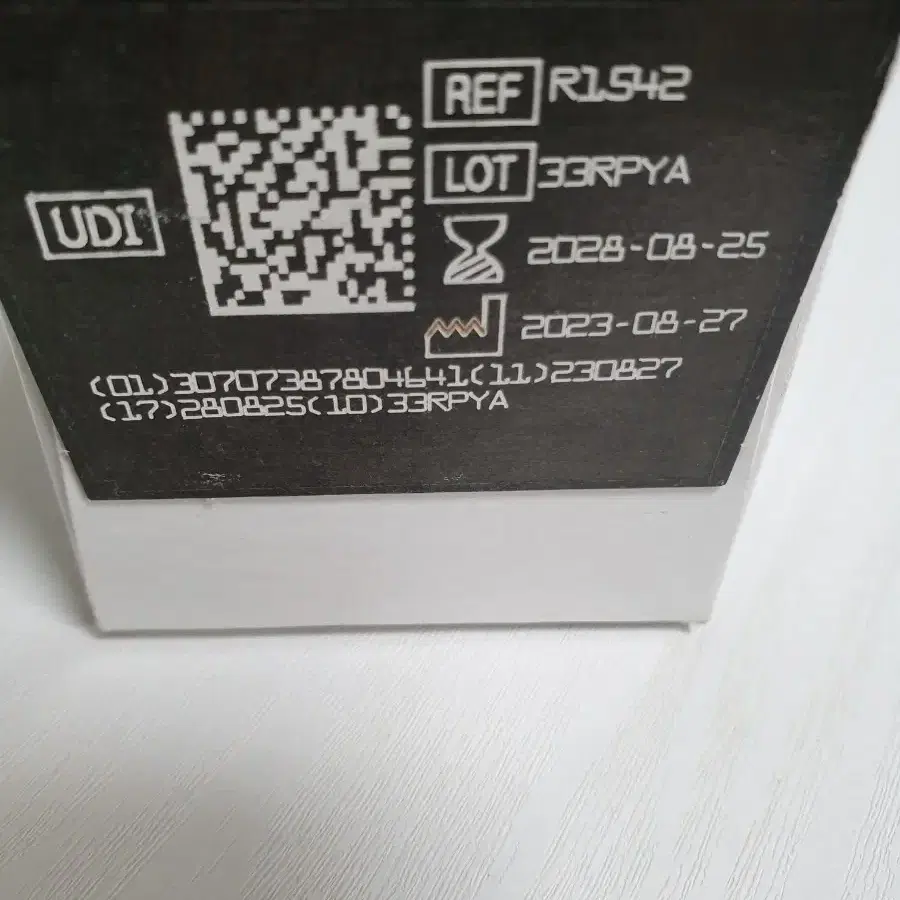 UDI
REF R1542
LOT 33RPYA
2028-08-25
2023-08-27
(01)30707387804641(11)230827
(17)280825(10)33RPYA